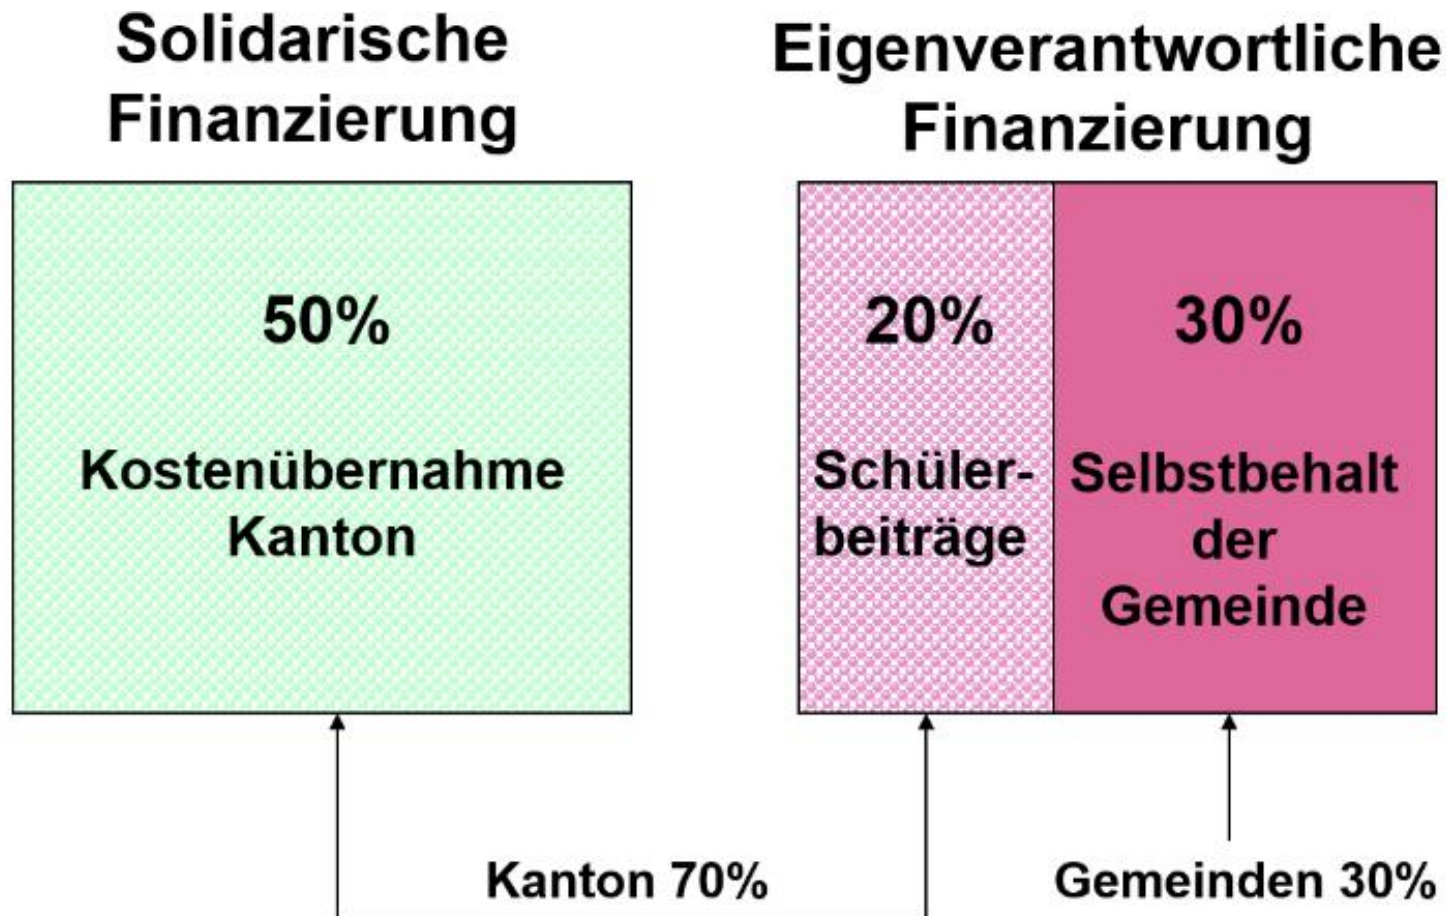 Solidarische
Finanzierung
Eigenverantwortliche
Finanzierung
50%
Kostenübernahme
Kanton
20%
Schüler-
beiträge
30%
Selbstbehalt
der
Gemeinde
Kanton 70%
Gemeinden 30%